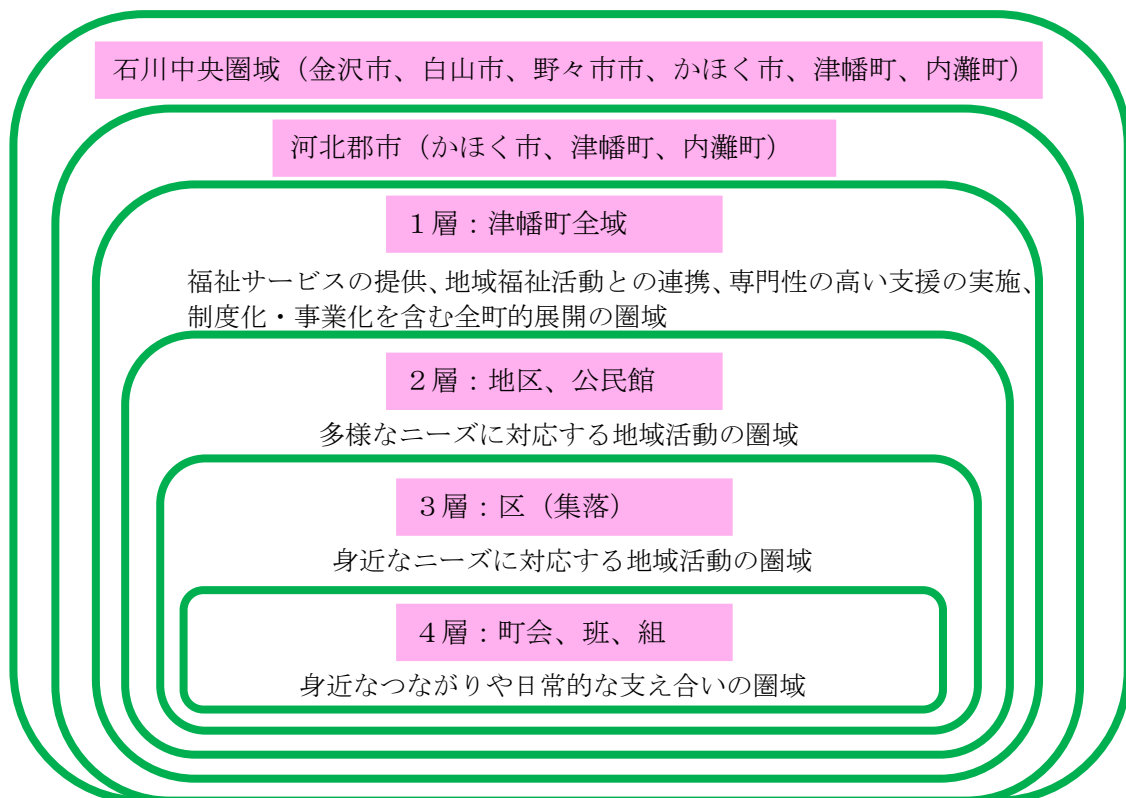 石川中央圏域（金沢市、白山市、野々市市、かほく市、津幡町、内灘町）
河北郡市（かほく市、津幡町、内灘町）
１層：津幡町全域
福祉サービスの提供、地域福祉活動との連携、専門性の高い支援の実施、
制度化・事業化を含む全町的展開の圏域
２層：地区、公民館
多様なニーズに対応する地域活動の圏域
３層：区（集落）
身近なニーズに対応する地域活動の圏域
４層：町会、班、組
身近なつながりや日常的な支え合いの圏域